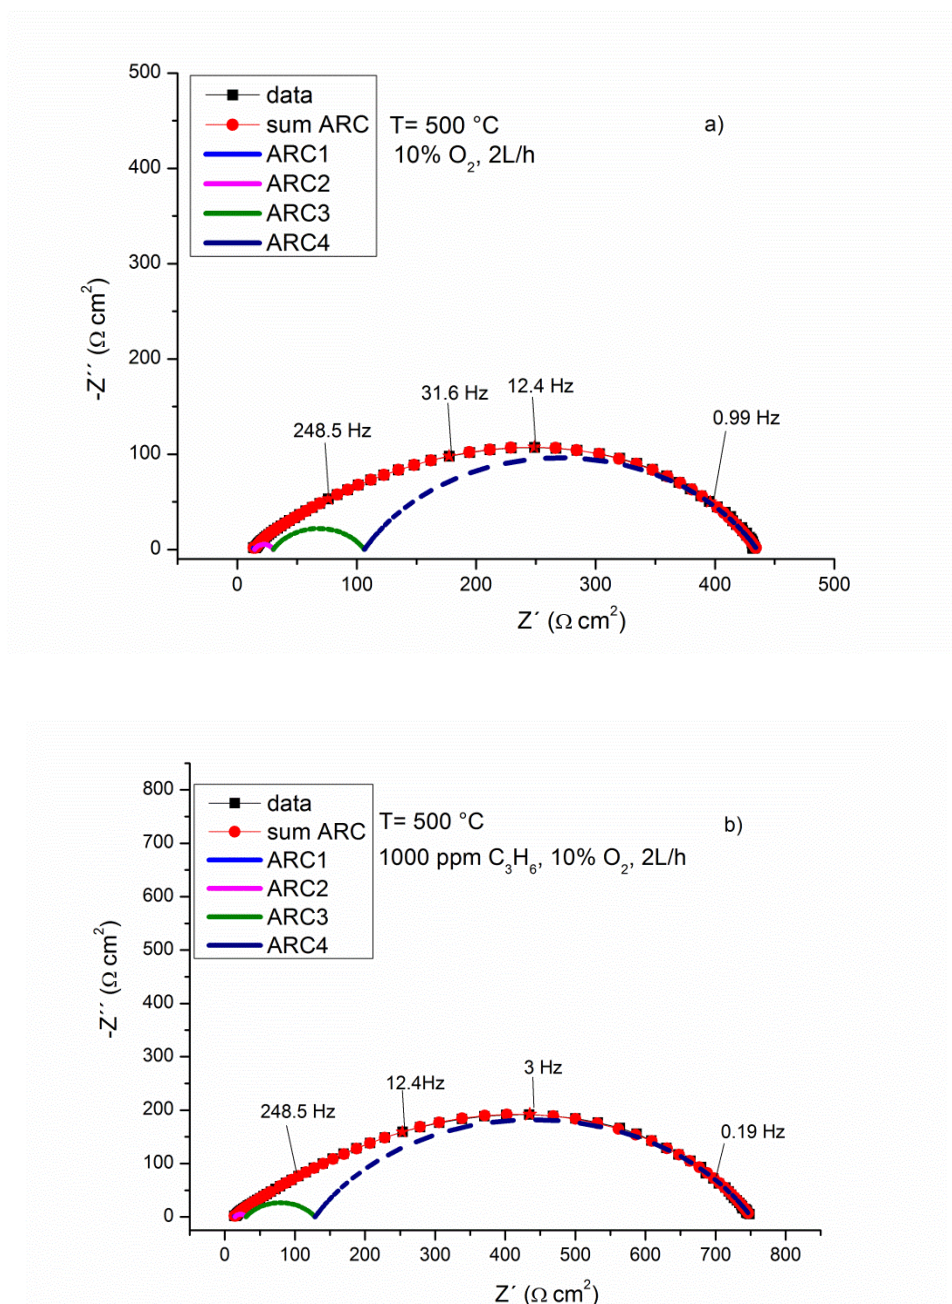 500
400
300
200
100
0
-Z´´ (Ω cm²)
data
sum ARC
ARC1
ARC2
ARC3
ARC4
T= 500 °C
10% O₂, 2L/h
a)
248.5 Hz
31.6 Hz
12.4 Hz
0.99 Hz
0 100 200 300 400 500
Z´ (Ω cm²)
800
700
600
500
400
300
200
100
0
-Z´´ (Ω cm²)
data
sum ARC
ARC1
ARC2
ARC3
ARC4
T= 500 °C
1000 ppm C₃H₆, 10% O₂, 2L/h
b)
248.5 Hz
12.4Hz
3 Hz
0.19 Hz
0 100 200 300 400 500 600 700 800
Z´ (Ω cm²)